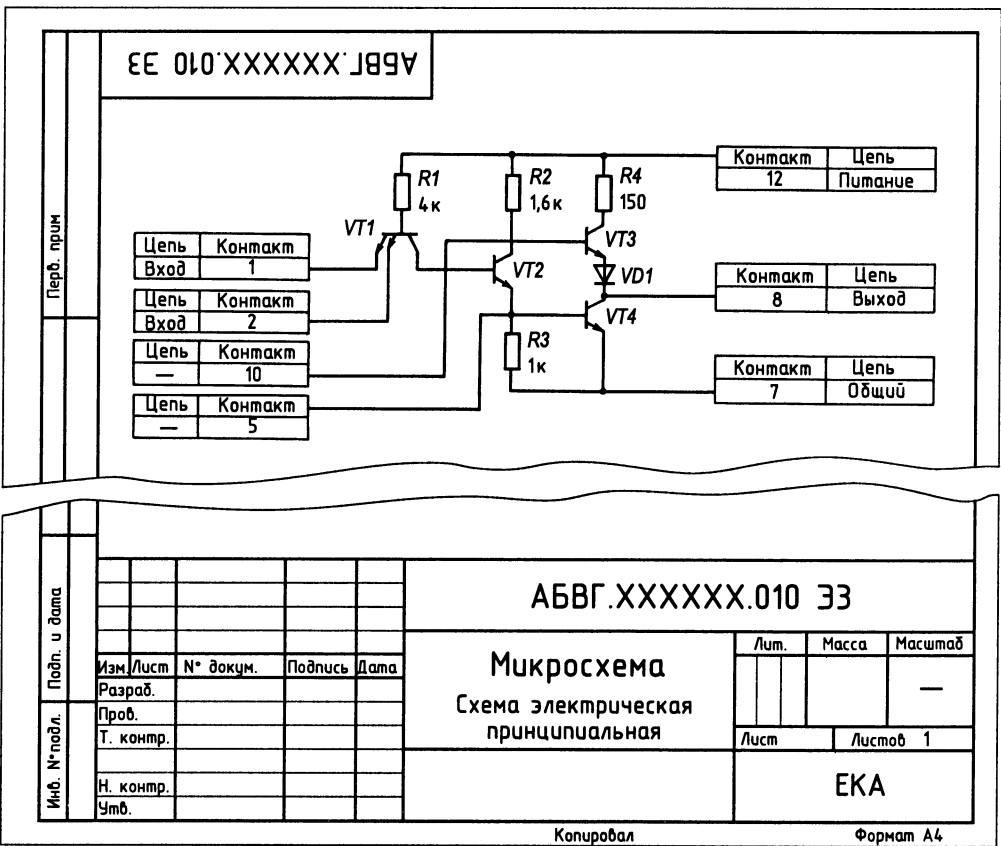 АБВГ.XXXXXX.010 ЭЗ
Перв. прим
R1
4к
R2
1,6к
R4
150
VT1
VT2
VT3
VD1
VT4
R3
1к
Цепь Контакт
Вход 1
Цепь Контакт
Вход 2
Цепь Контакт
— 10
Цепь Контакт
— 5
Контакт Цепь
12 Питание
Контакт Цепь
8 Выход
Контакт Цепь
7 Общий
Подп. и дата
Инв. №подл.
АБВГ.XXXXXX.010 ЭЗ
Изм. Лист № докум. Подпись Дата
Разраб.
Пров.
Т. контр.
Н. контр.
Утв.
Микросхема
Схема электрическая
принципиальная
Лит. Масса Масштаб
—
Лист Листов 1
ЕКА
Копировал Формат А4